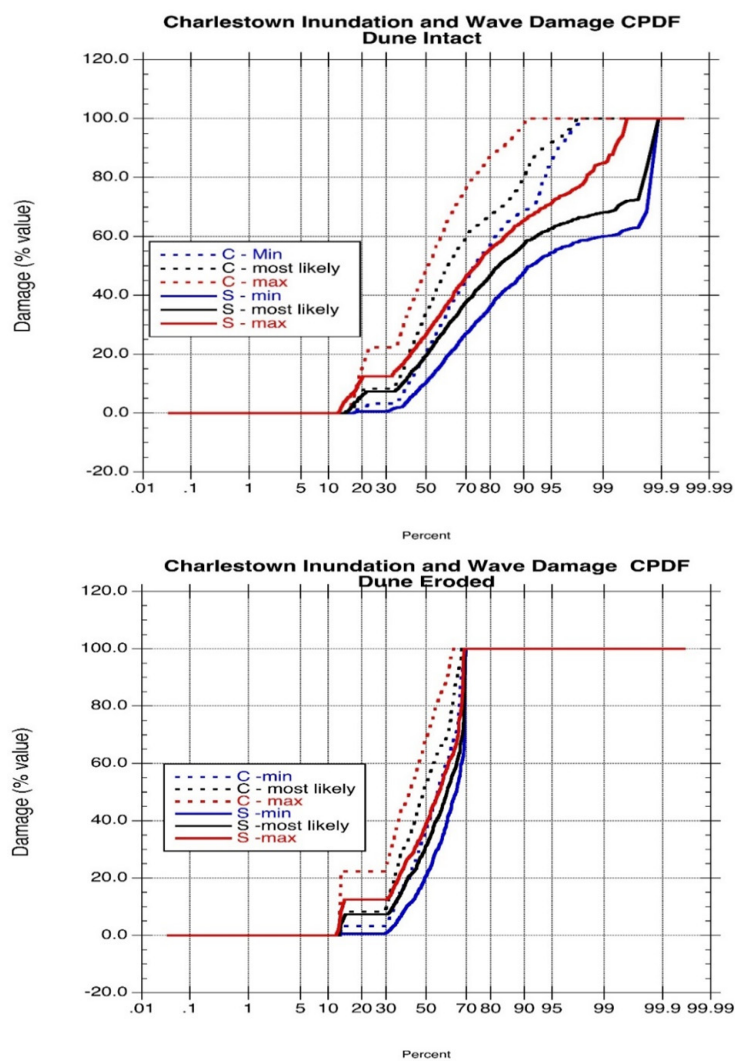 Charlestown Inundation and Wave Damage CPDF
Dune Intact
120.0
100.0
80.0
60.0
40.0
20.0
0.0
-20.0
Damage (% value)
C - Min
C - most likely
C - max
S - min
S - most likely
S - max
.01 .1 1 5 10 20 30 50 70 80 90 95 99 99.9 99.99
Percent
Charlestown Inundation and Wave Damage CPDF
Dune Eroded
120.0
100.0
80.0
60.0
40.0
20.0
0.0
-20.0
Damage (% value)
C -min
C - most likely
C - max
S -min
S -most likely
S -max
.01 .1 1 5 10 20 30 50 70 80 90 95 99 99.9 99.99
Percent